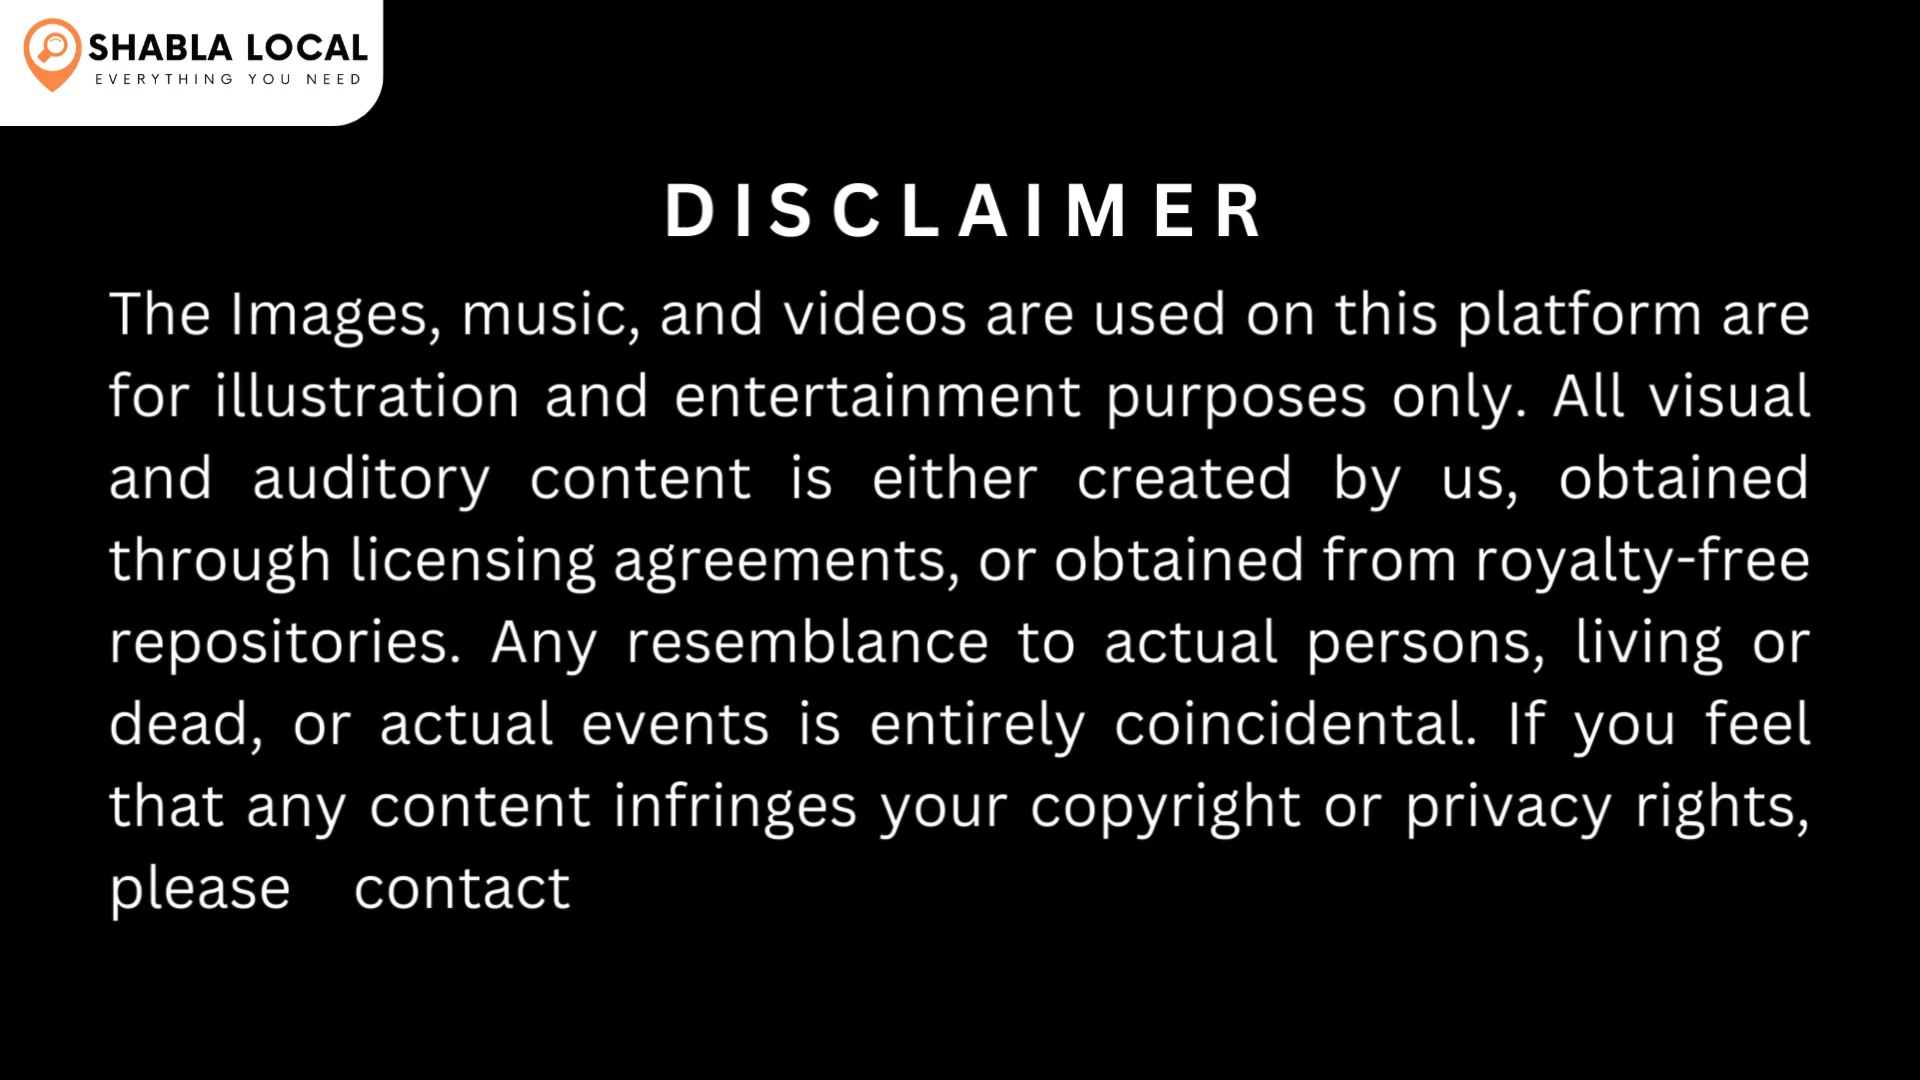 SHABLA LOCAL
EVERYTHING YOU NEED
DISCLAIMER
The Images, music, and videos are used on this platform are
for illustration and entertainment purposes only. All visual
and auditory content is either created by us, obtained
through licensing agreements, or obtained from royalty-free
repositories. Any resemblance to actual persons, living or
dead, or actual events is entirely coincidental. If you feel
that any content infringes your copyright or privacy rights,
please contact